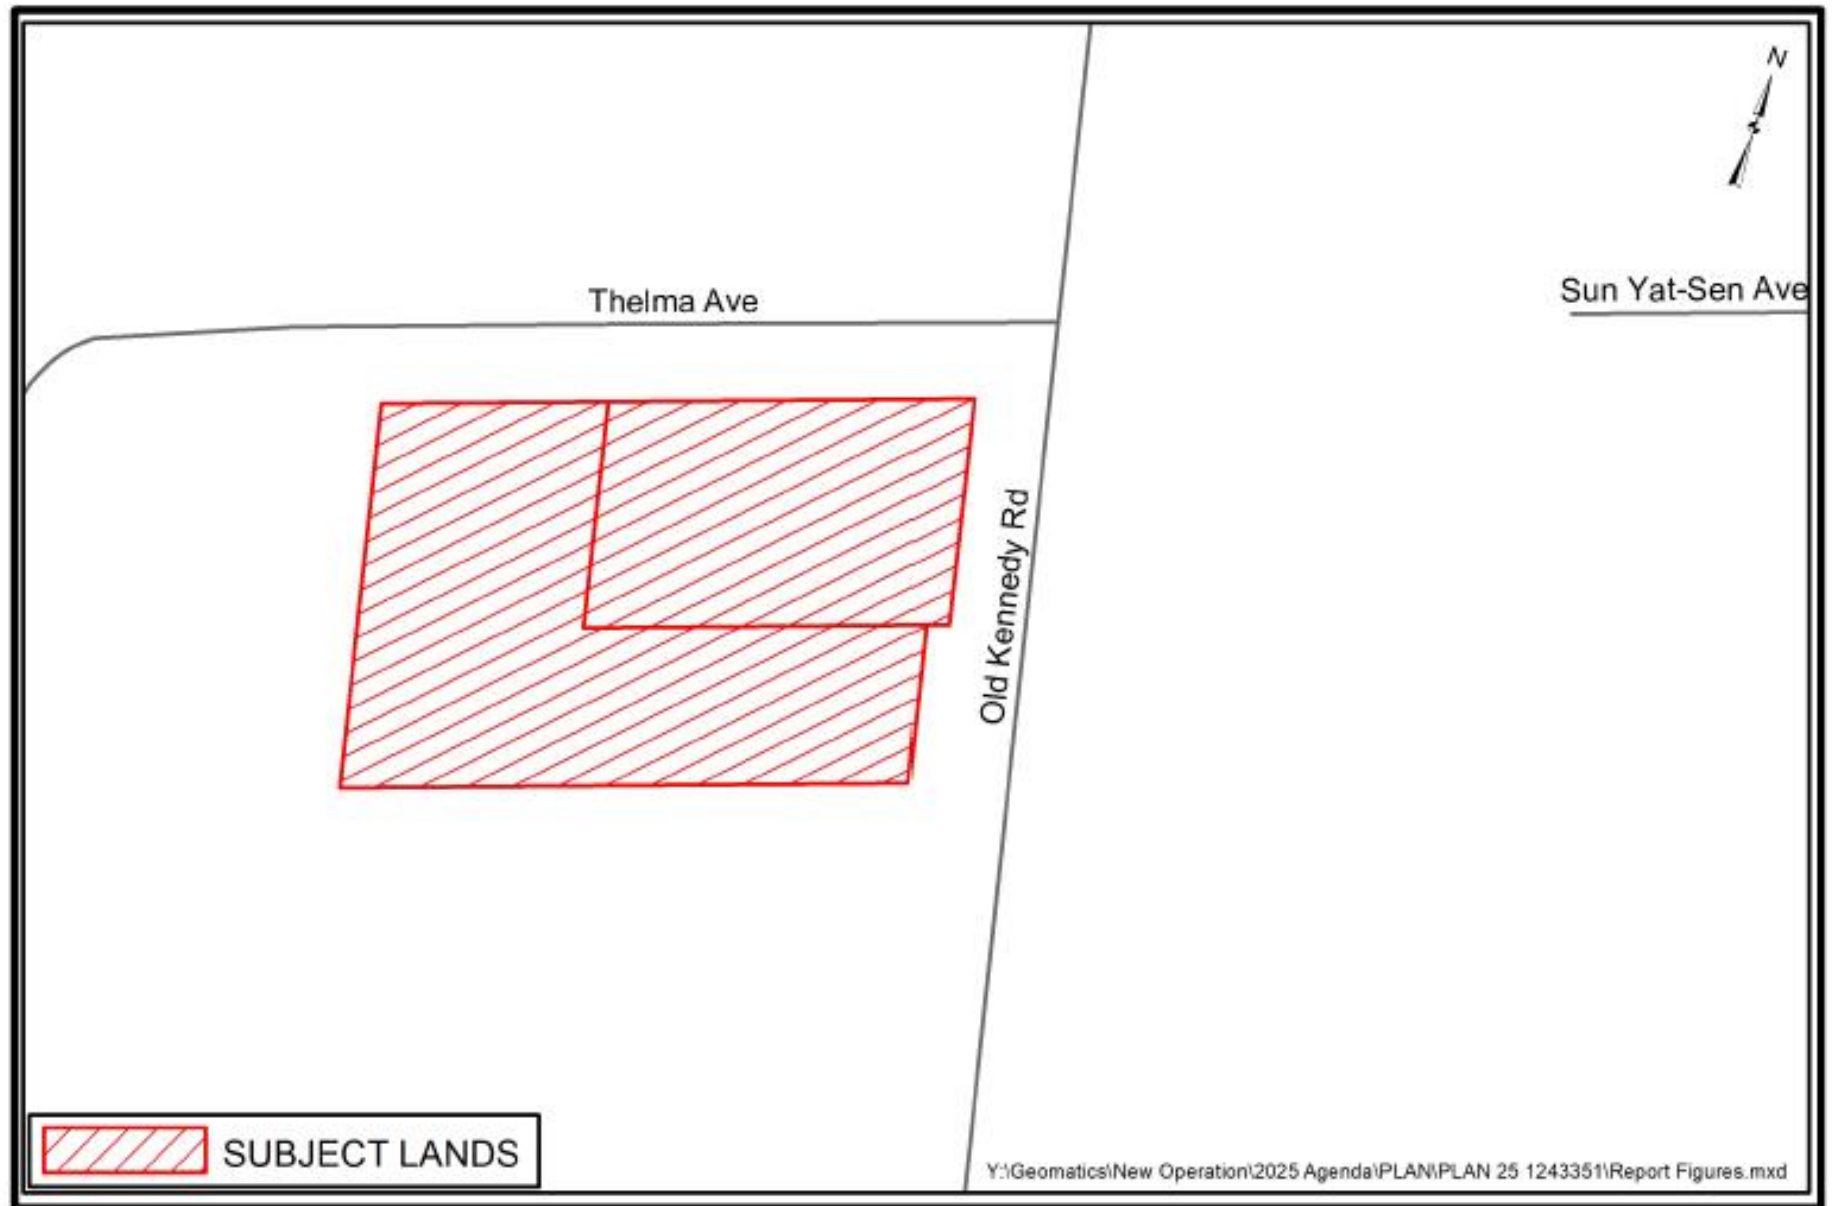 N
Sun Yat-Sen Ave
Thelma Ave
Old Kennedy Rd
SUBJECT LANDS
Y:\Geomatics\New Operation\2025 Agenda\PLAN\PLAN 25 1243351\Report Figures.mxd